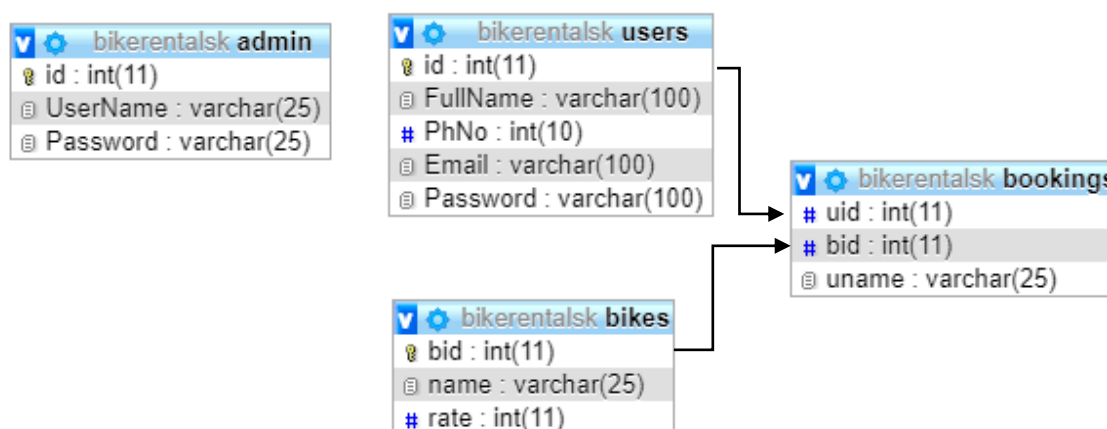 bikerentalsk admin
id : int(11)
UserName : varchar(25)
Password : varchar(25)
bikerentalsk users
id : int(11)
FullName : varchar(100)
# PhNo : int(10)
Email : varchar(100)
Password : varchar(100)
bikerentalsk bookings
# uid : int(11)
# bid : int(11)
uname : varchar(25)
bikerentalsk bikes
bid : int(11)
name : varchar(25)
# rate : int(11)